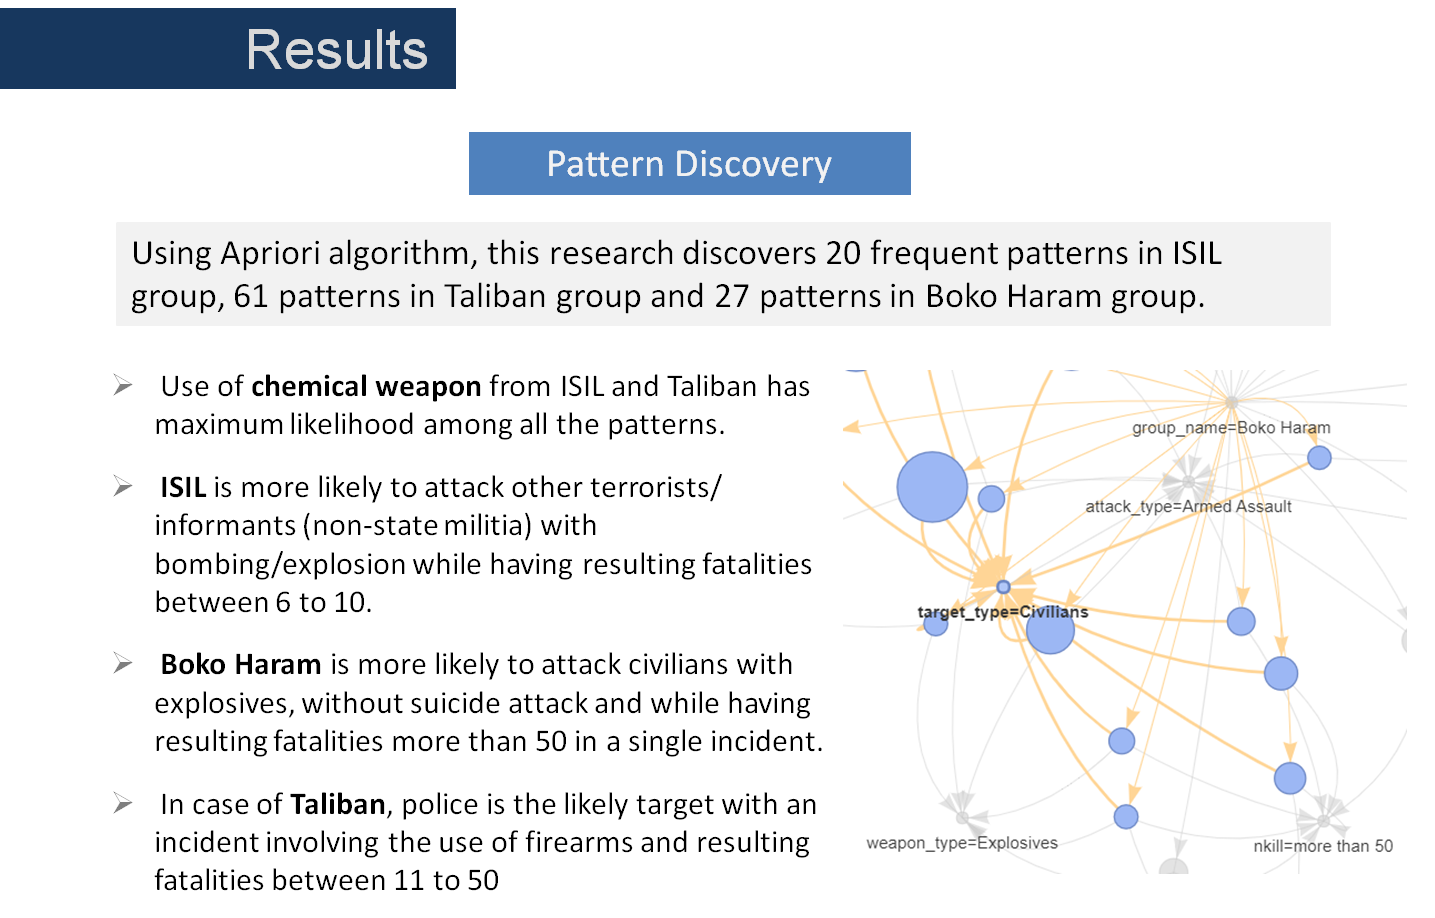 Results
Pattern Discovery
Using Apriori algorithm, this research discovers 20 frequent patterns in ISIL
group, 61 patterns in Taliban group and 27 patterns in Boko Haram group.
Use of chemical weapon from ISIL and Taliban has
maximum likelihood among all the patterns.
ISIL is more likely to attack other terrorists/
informants (non-state militia) with
bombing/explosion while having resulting fatalities
between 6 to 10.
Boko Haram is more likely to attack civilians with
explosives, without suicide attack and while having
resulting fatalities more than 50 in a single incident.
In case of Taliban, police is the likely target with an
incident involving the use of firearms and resulting
fatalities between 11 to 50
group_name=Boko Haram
attack_type=Armed Assault
target_type=Civilians
weapon_type=Explosives
nkill=more than 50